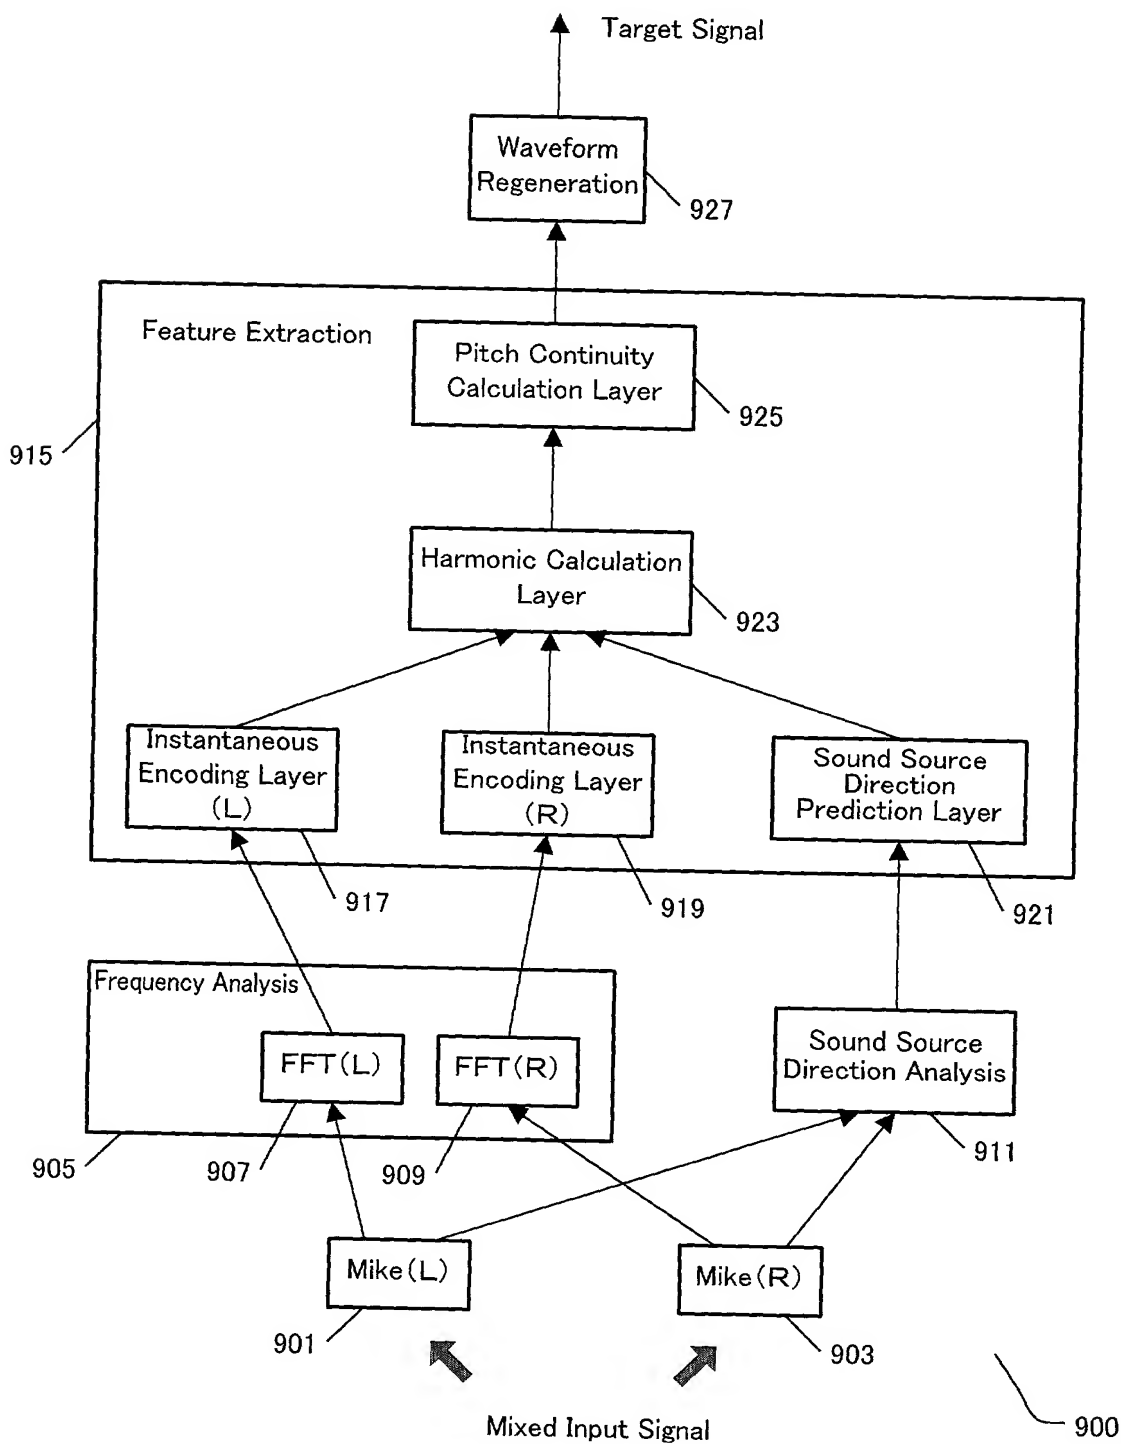 Target Signal
Waveform
Regeneration
927
Feature Extraction
Pitch Continuity
Calculation Layer
925
915
Harmonic Calculation
Layer
923
Instantaneous
Encoding Layer
(L)
917
Instantaneous
Encoding Layer
(R)
919
Sound Source
Direction
Prediction Layer
921
Frequency Analysis
FFT(L)
FFT(R)
Sound Source
Direction Analysis
905
907
909
911
Mike(L)
Mike(R)
901
903
Mixed Input Signal
900